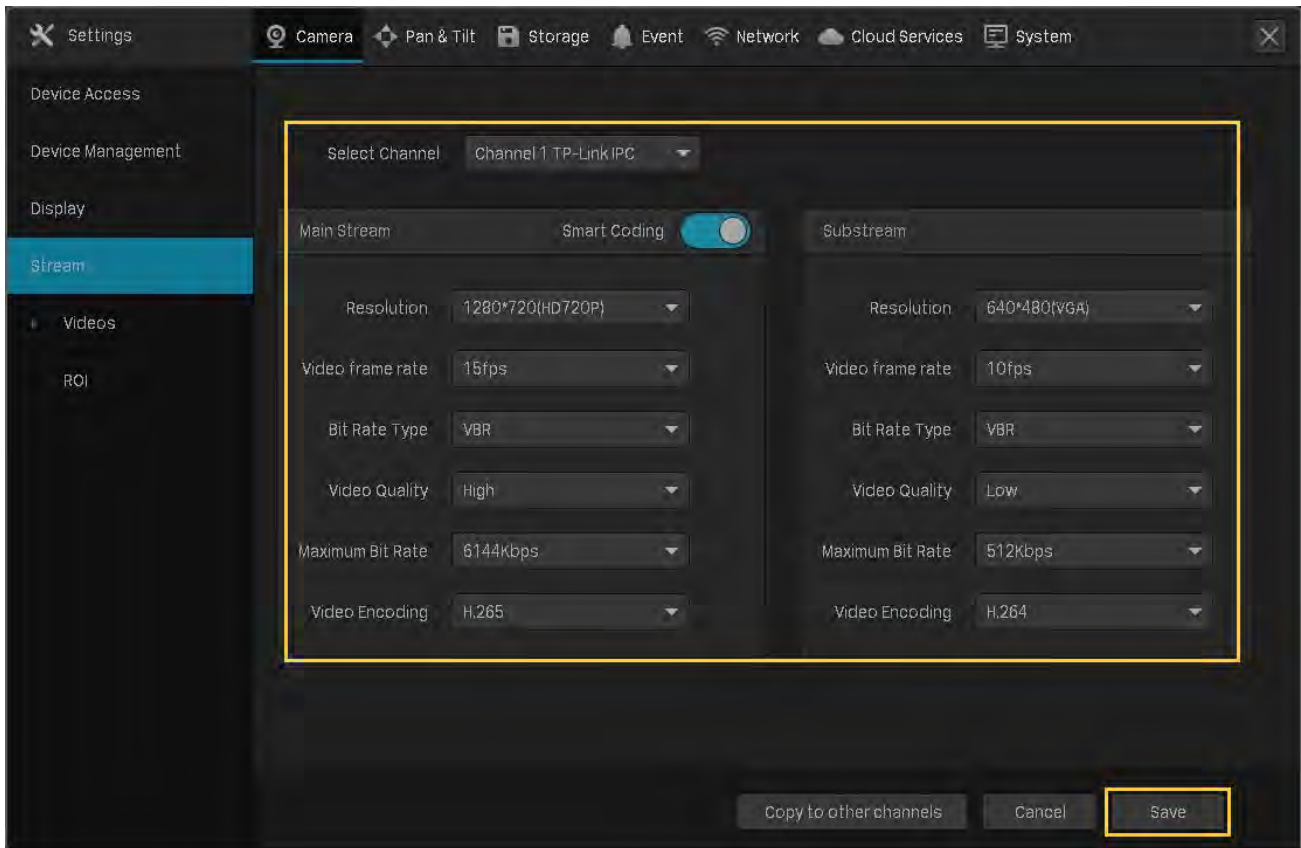 Settings Camera Pan & Tilt Storage Event Network Cloud Services System
Device Access
Device Management
Display
Stream
Videos
ROI
Select Channel Channel 1 TP-Link IPC
Main Stream Smart Coding Substream
Resolution 1280*720(HD720P) Resolution 640*480(VGA)
Video frame rate 15fps Video frame rate 10fps
Bit Rate Type VBR Bit Rate Type VBR
Video Quality High Video Quality Low
Maximum Bit Rate 6144Kbps Maximum Bit Rate 512Kbps
Video Encoding H.265 Video Encoding H.264
Copy to other channels Cancel Save